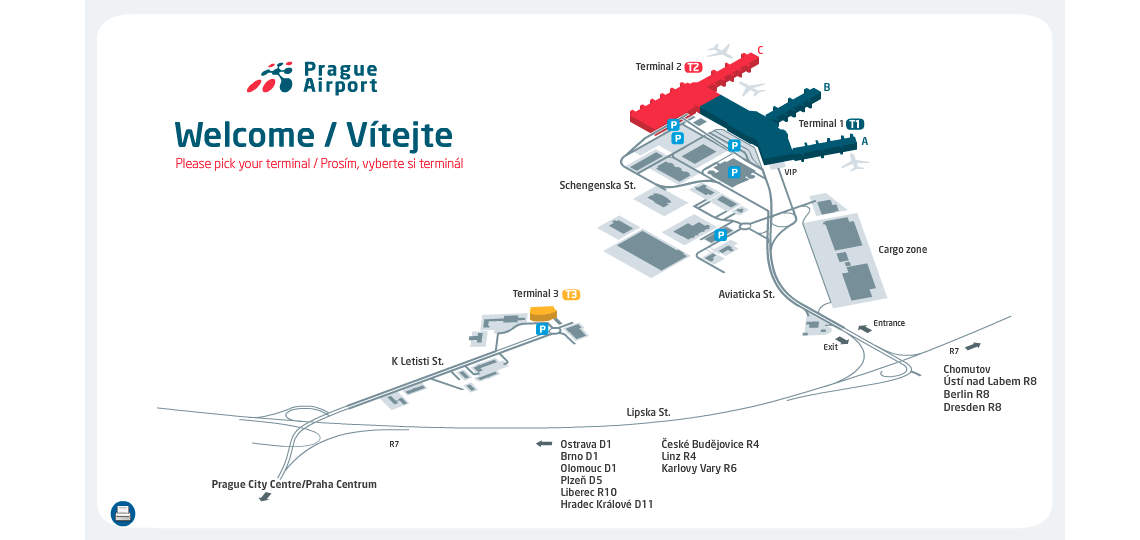 Prague
Airport
Welcome / Vítejte
Please pick your terminal / Prosím, vyberte si terminál
C
Terminal 2 T2
B
Terminal 1 T1
A
P
P
P
P
VIP
Schengenska St.
P
Cargo zone
Aviaticka St.
Terminal 3 T3
P
Entrance
Exit
R7
K Letisti St.
Chomutov
Ústí nad Labem R8
Berlin R8
Dresden R8
Lipska St.
R7
Ostrava D1
Brno D1
Olomouc D1
Plzeň D5
Liberec R10
Hradec Králové D11
České Budějovice R4
Linz R4
Karlovy Vary R6
Prague City Centre/Praha Centrum